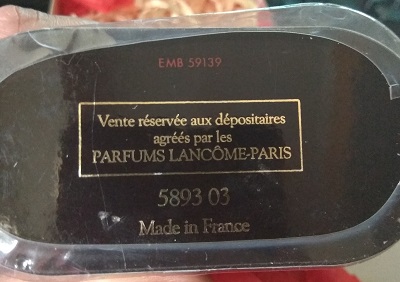 EMB 59139
Vente réservée aux dépositaires
agréés par les
PARFUMS LANCÔME-PARIS
5893 03
Made in France